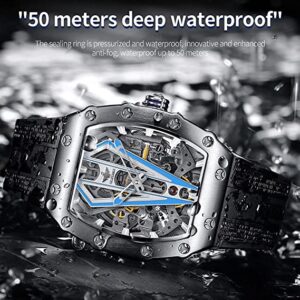 "50 meters deep waterproof"
The sealing ring is pressurized and waterproof, innovative and enhanced
anti-fog, waterproof up to 50 meters